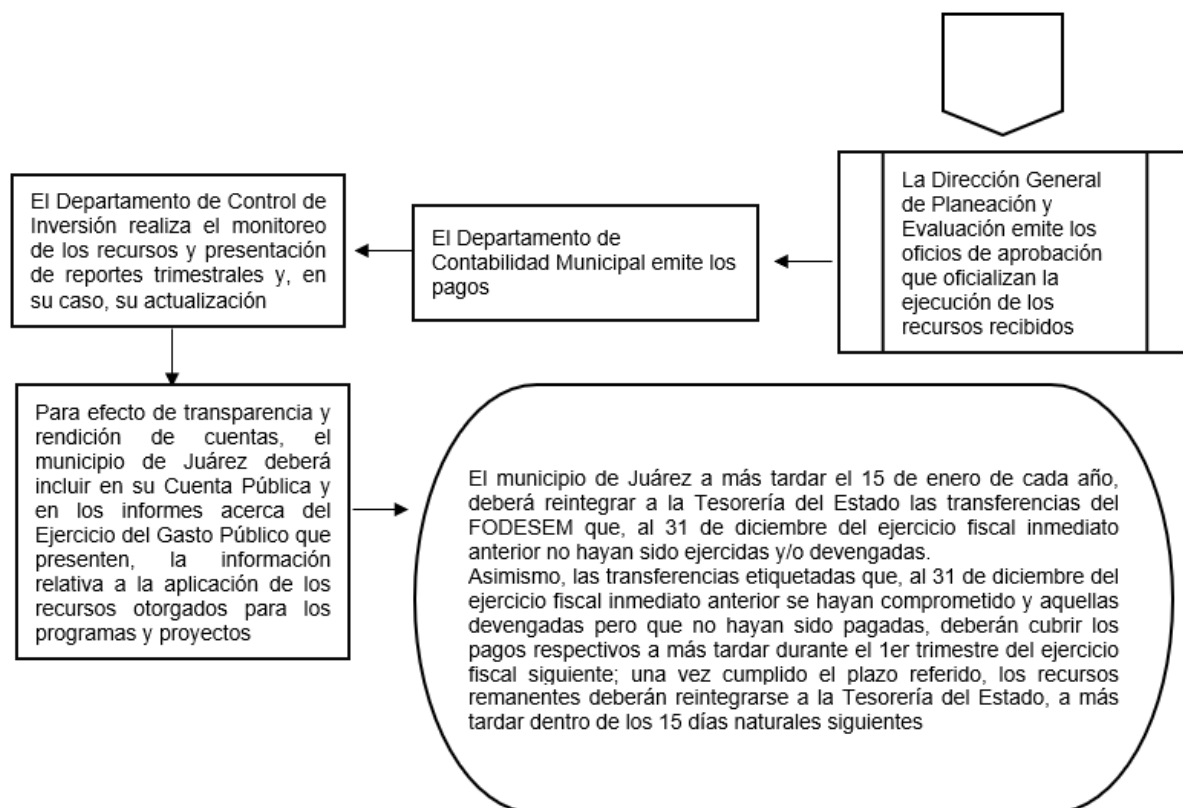 La Dirección General
de Planeación y
Evaluación emite los
oficios de aprobación
que oficializan la
ejecución de los
recursos recibidos
El Departamento de
Contabilidad Municipal emite los
pagos
El Departamento de Control de
Inversión realiza el monitoreo
de los recursos y presentación
de reportes trimestrales y, en
su caso, su actualización
Para efecto de transparencia y
rendición de cuentas, el
municipio de Juárez deberá
incluir en su Cuenta Pública y
en los informes acerca del
Ejercicio del Gasto Público que
presenten, la información
relativa a la aplicación de los
recursos otorgados para los
programas y proyectos
El municipio de Juárez a más tardar el 15 de enero de cada año,
deberá reintegrar a la Tesorería del Estado las transferencias del
FODESEM que, al 31 de diciembre del ejercicio fiscal inmediato
anterior no hayan sido ejercidas y/o devengadas.
Asimismo, las transferencias etiquetadas que, al 31 de diciembre del
ejercicio fiscal inmediato anterior se hayan comprometido y aquellas
devengadas pero que no hayan sido pagadas, deberán cubrir los
pagos respectivos a más tardar durante el 1er trimestre del ejercicio
fiscal siguiente; una vez cumplido el plazo referido, los recursos
remanentes deberán reintegrarse a la Tesorería del Estado, a más
tardar dentro de los 15 días naturales siguientes